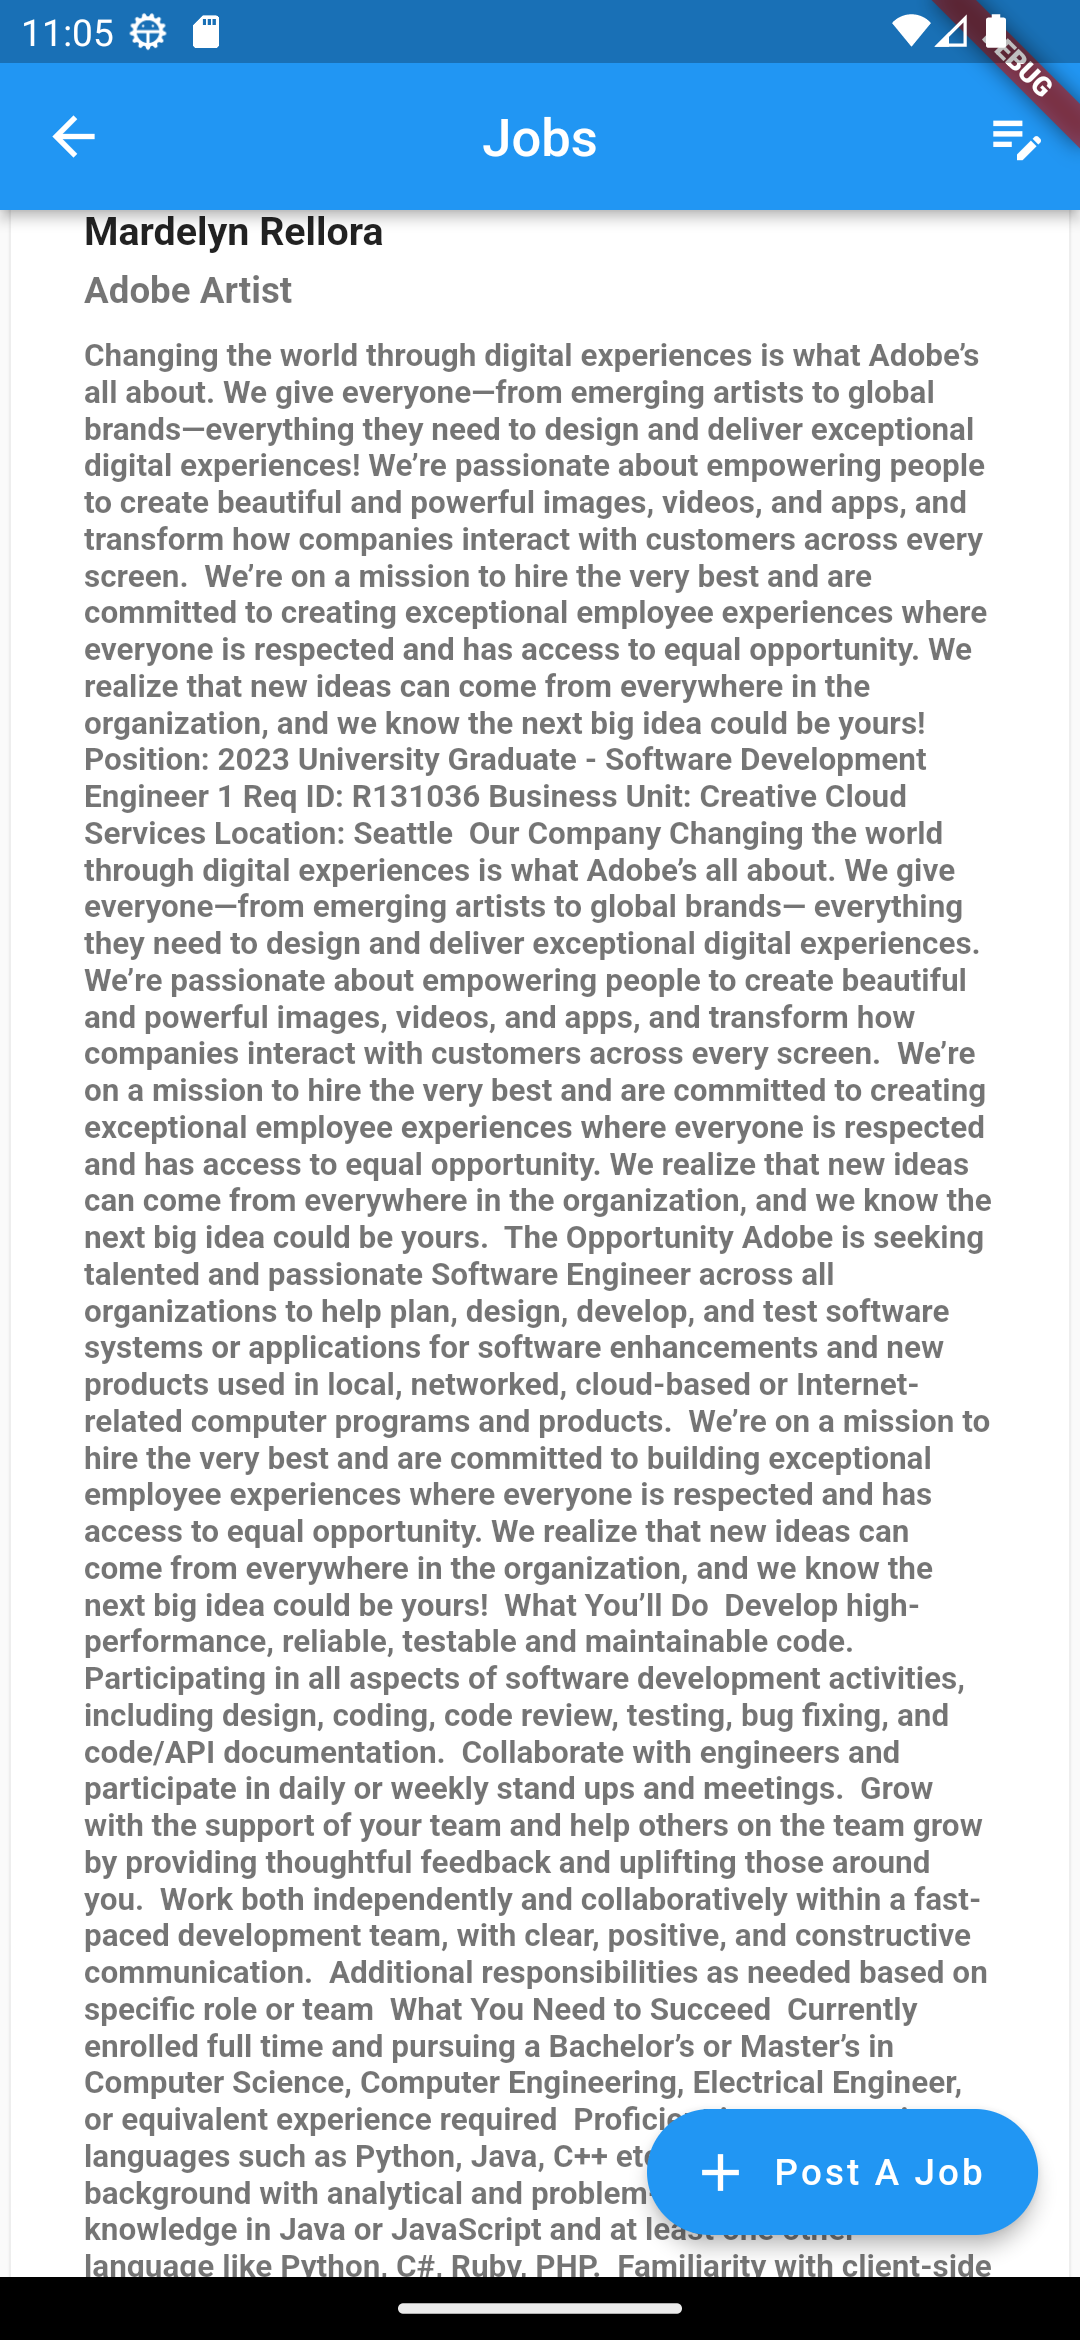 11:05
DEBUG
Jobs
Mardelyn Rellora
Adobe Artist
Changing the world through digital experiences is what Adobe’s
all about. We give everyone—from emerging artists to global
brands—everything they need to design and deliver exceptional
digital experiences! We’re passionate about empowering people
to create beautiful and powerful images, videos, and apps, and
transform how companies interact with customers across every
screen.  We’re on a mission to hire the very best and are
committed to creating exceptional employee experiences where
everyone is respected and has access to equal opportunity. We
realize that new ideas can come from everywhere in the
organization, and we know the next big idea could be yours!
Position: 2023 University Graduate - Software Development
Engineer 1 Req ID: R131036 Business Unit: Creative Cloud
Services Location: Seattle  Our Company Changing the world
through digital experiences is what Adobe’s all about. We give
everyone—from emerging artists to global brands— everything
they need to design and deliver exceptional digital experiences.
We’re passionate about empowering people to create beautiful
and powerful images, videos, and apps, and transform how
companies interact with customers across every screen.  We’re
on a mission to hire the very best and are committed to creating
exceptional employee experiences where everyone is respected
and has access to equal opportunity. We realize that new ideas
can come from everywhere in the organization, and we know the
next big idea could be yours.  The Opportunity Adobe is seeking
talented and passionate Software Engineer across all
organizations to help plan, design, develop, and test software
systems or applications for software enhancements and new
products used in local, networked, cloud-based or Internet-
related computer programs and products.  We’re on a mission to
hire the very best and are committed to building exceptional
employee experiences where everyone is respected and has
access to equal opportunity. We realize that new ideas can
come from everywhere in the organization, and we know the
next big idea could be yours!  What You’ll Do  Develop high-
performance, reliable, testable and maintainable code.
Participating in all aspects of software development activities,
including design, coding, code review, testing, bug fixing, and
code/API documentation.  Collaborate with engineers and
participate in daily or weekly stand ups and meetings.  Grow
with the support of your team and help others on the team grow
by providing thoughtful feedback and uplifting those around
you.  Work both independently and collaboratively within a fast-
paced development team, with clear, positive, and constructive
communication.  Additional responsibilities as needed based on
specific role or team  What You Need to Succeed  Currently
enrolled full time and pursuing a Bachelor’s or Master’s in
Computer Science, Computer Engineering, Electrical Engineer,
or equivalent experience required
languages such as Python, Java, C++
background with analytical and problem-
knowledge in Java or JavaScript and at least one other
language like Python, C#, Ruby, PHP.  Familiarity with client-side
Post A Job